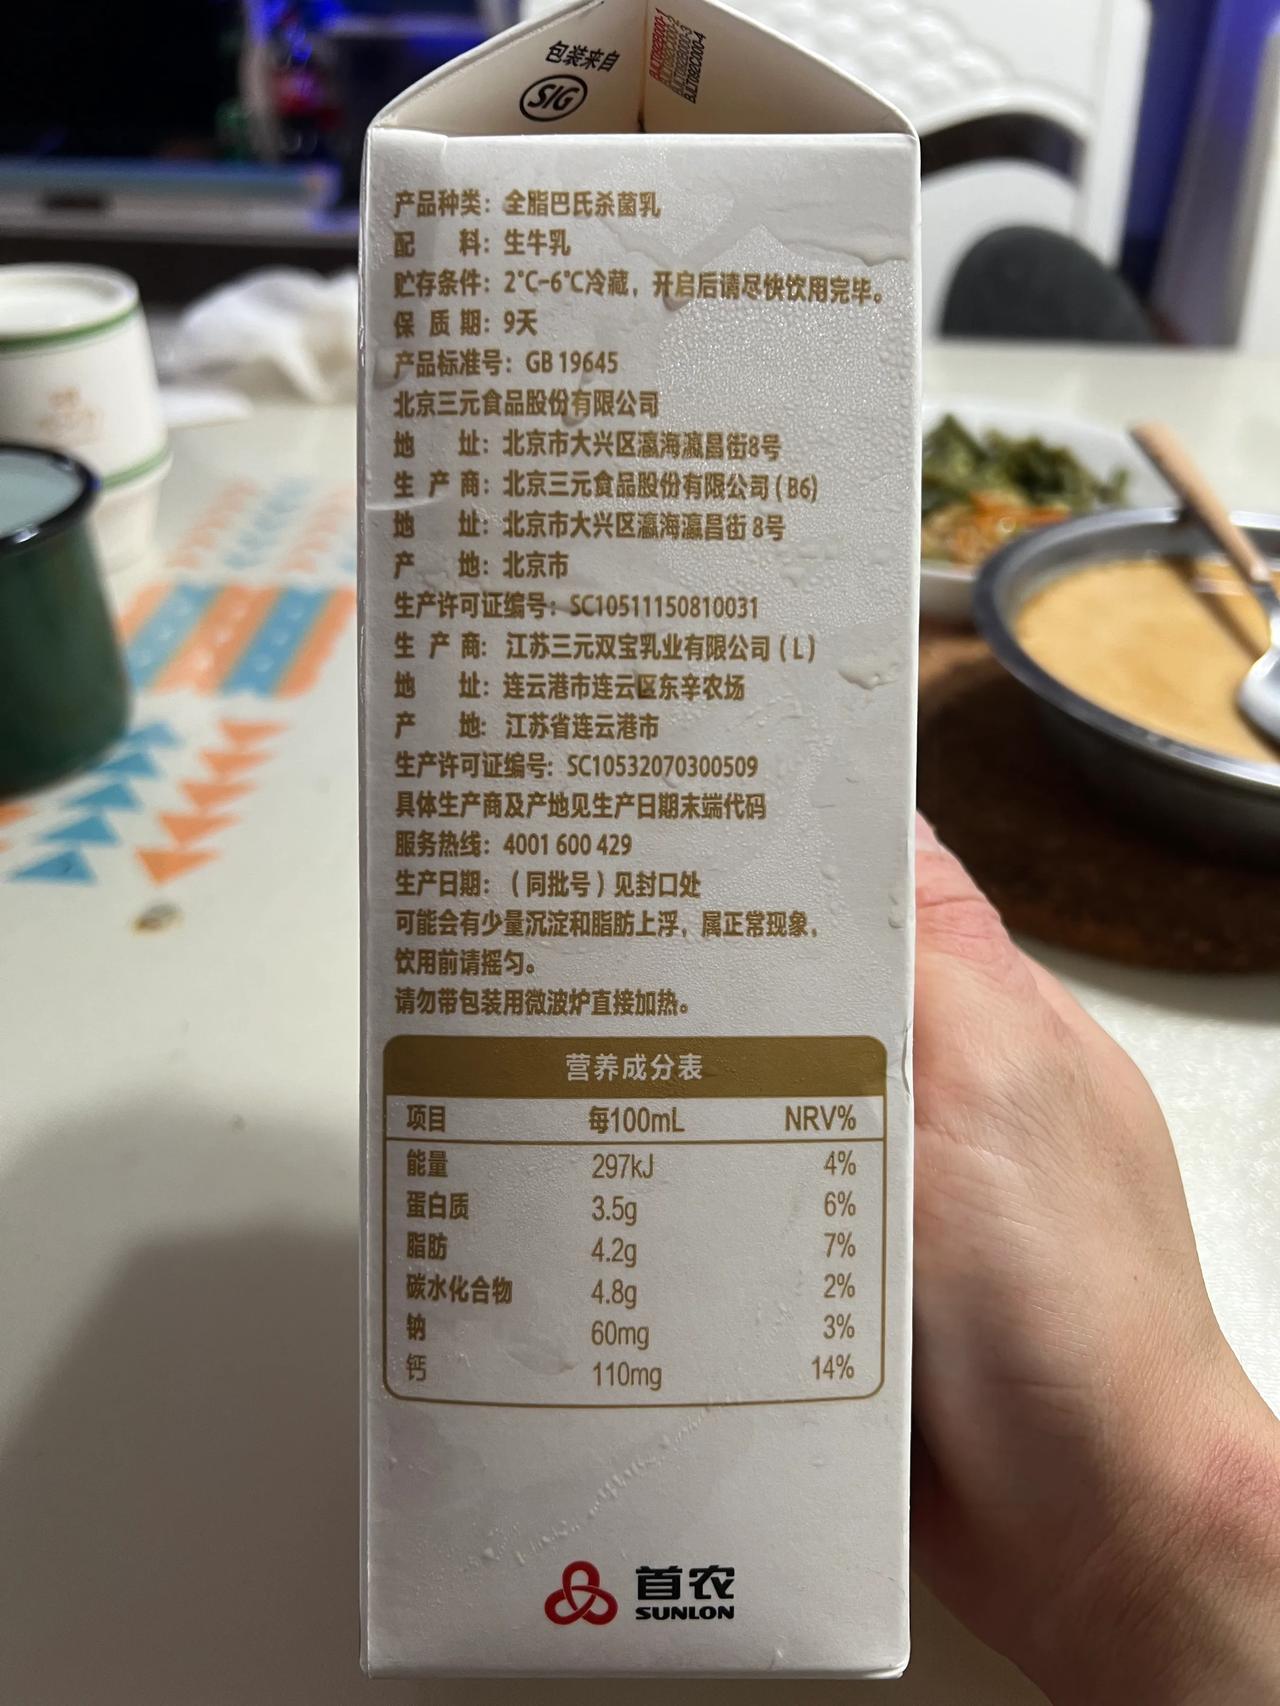 包装来自
SIG
产品种类：全脂巴氏杀菌乳
配 料：生牛乳
贮存条件：2℃-6℃冷藏，开启后请尽快饮用完毕。
保 质 期：9天
产品标准号：GB 19645
北京三元食品股份有限公司
地 址：北京市大兴区瀛海瀛昌街8号
生 产 商：北京三元食品股份有限公司（B6）
地 址：北京市大兴区瀛海瀛昌街 8号
产 地：北京市
生产许可证编号：SC10511150810031
生 产 商：江苏三元双宝乳业有限公司（L）
地 址：连云港市连云区东辛农场
产 地：江苏省连云港市
生产许可证编号：SC10532070300509
具体生产商及产地见生产日期末端代码
服务热线：4001 600 429
生产日期：（同批号）见封口处
可能会有少量沉淀和脂肪上浮，属正常现象，
饮用前请摇匀。
请勿带包装用微波炉直接加热。
营养成分表
项目 每100mL NRV%
能量 297kJ 4%
蛋白质 3.5g 6%
脂肪 4.2g 7%
碳水化合物 4.8g 2%
钠 60mg 3%
钙 110mg 14%
首农
SUNLON